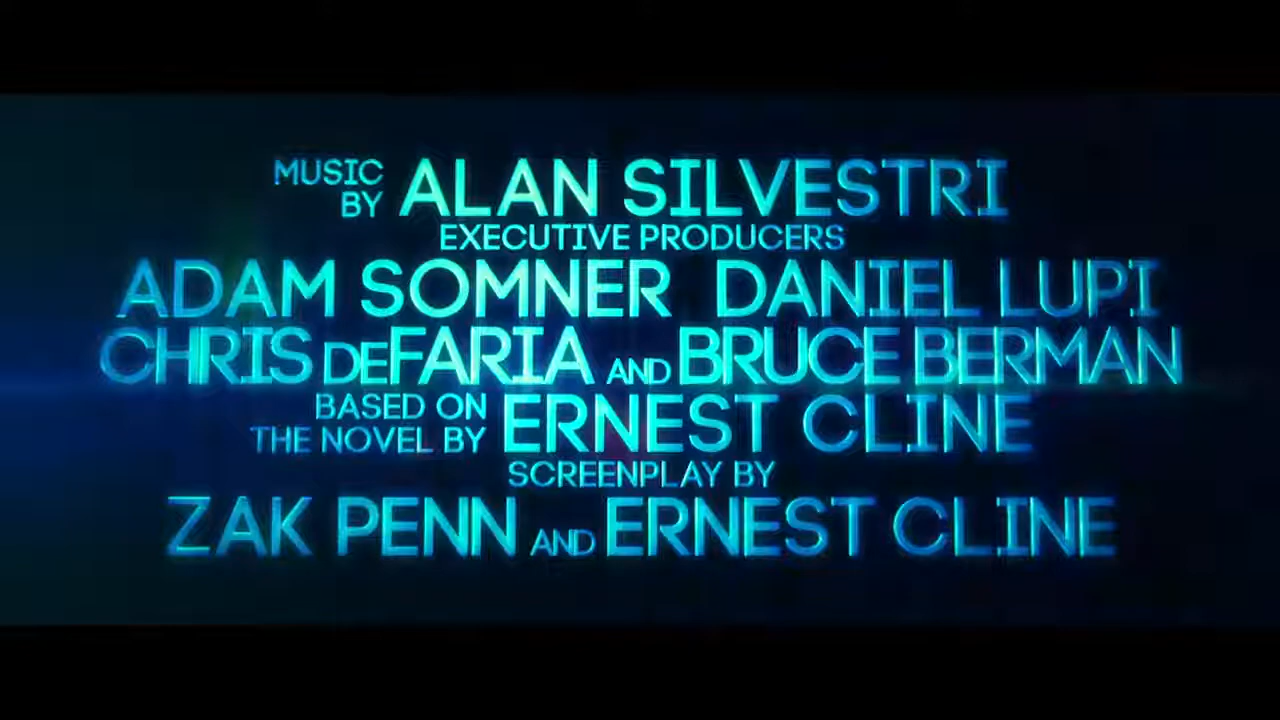 MUSIC BY ALAN SILVESTRI
EXECUTIVE PRODUCERS
ADAM SOMNER DANIEL LUPI
CHRIS DEFARIA AND BRUCE BERMAN
BASED ON THE NOVEL BY ERNEST CLINE
SCREENPLAY BY
ZAK PENN AND ERNEST CLINE